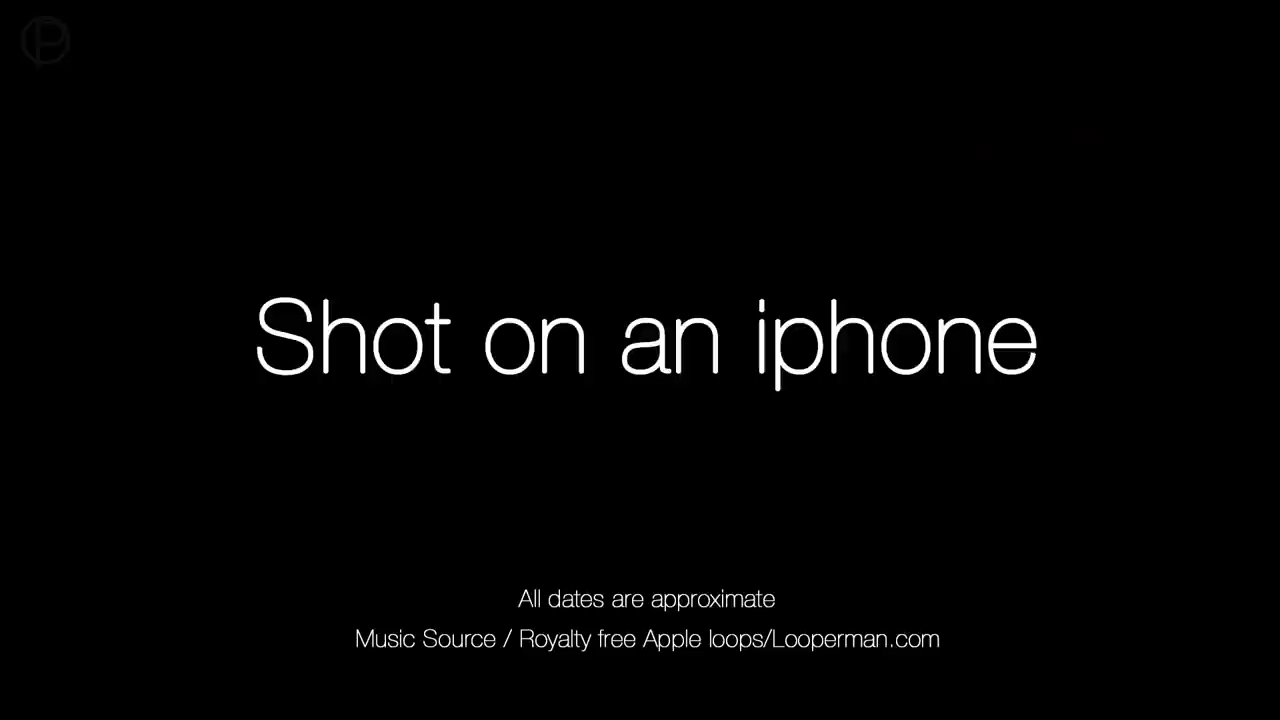 Shot on an iphone
All dates are approximate
Music Source / Royalty free Apple loops/Looperman.com